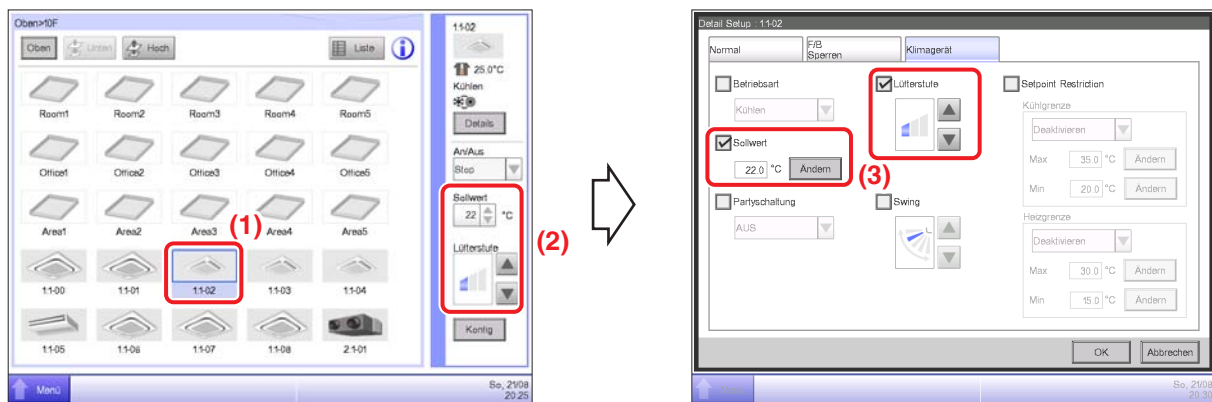 Oben>10F
Oben
Unten
Hoch
Liste
Room1 Room2 Room3 Room4 Room5
Office1 Office2 Office3 Office4 Office5
Area1 Area2 Area3 Area4 Area5
(1)
1:1-00 1:1-01 1:1-02 1:1-03 1:1-04
1:1-05 1:1-06 1:1-07 1:1-08 2:1-01
1:1-02
25.0°C
Kühlen
Details
An/Aus
Stop
Sollwert
22 °C
Lüfterstufe
(2)
Konfig
Menü
So, 21/08
20:25
Detail Setup : 1:1-02
Normal
F/B
Sperren
Klimagerät
Betriebsart
Kühlen
Sollwert
22.0 °C Ändern
(3)
Partyschaltung
AUS
Lüfterstufe
Swing
Setpoint Restriction
Kühlgrenze
Deaktivieren
Max 35.0 °C Ändern
Min 20.0 °C Ändern
Heizgrenze
Deaktivieren
Max 30.0 °C Ändern
Min 15.0 °C Ändern
OK Abbrechen
So, 21/08
20:30